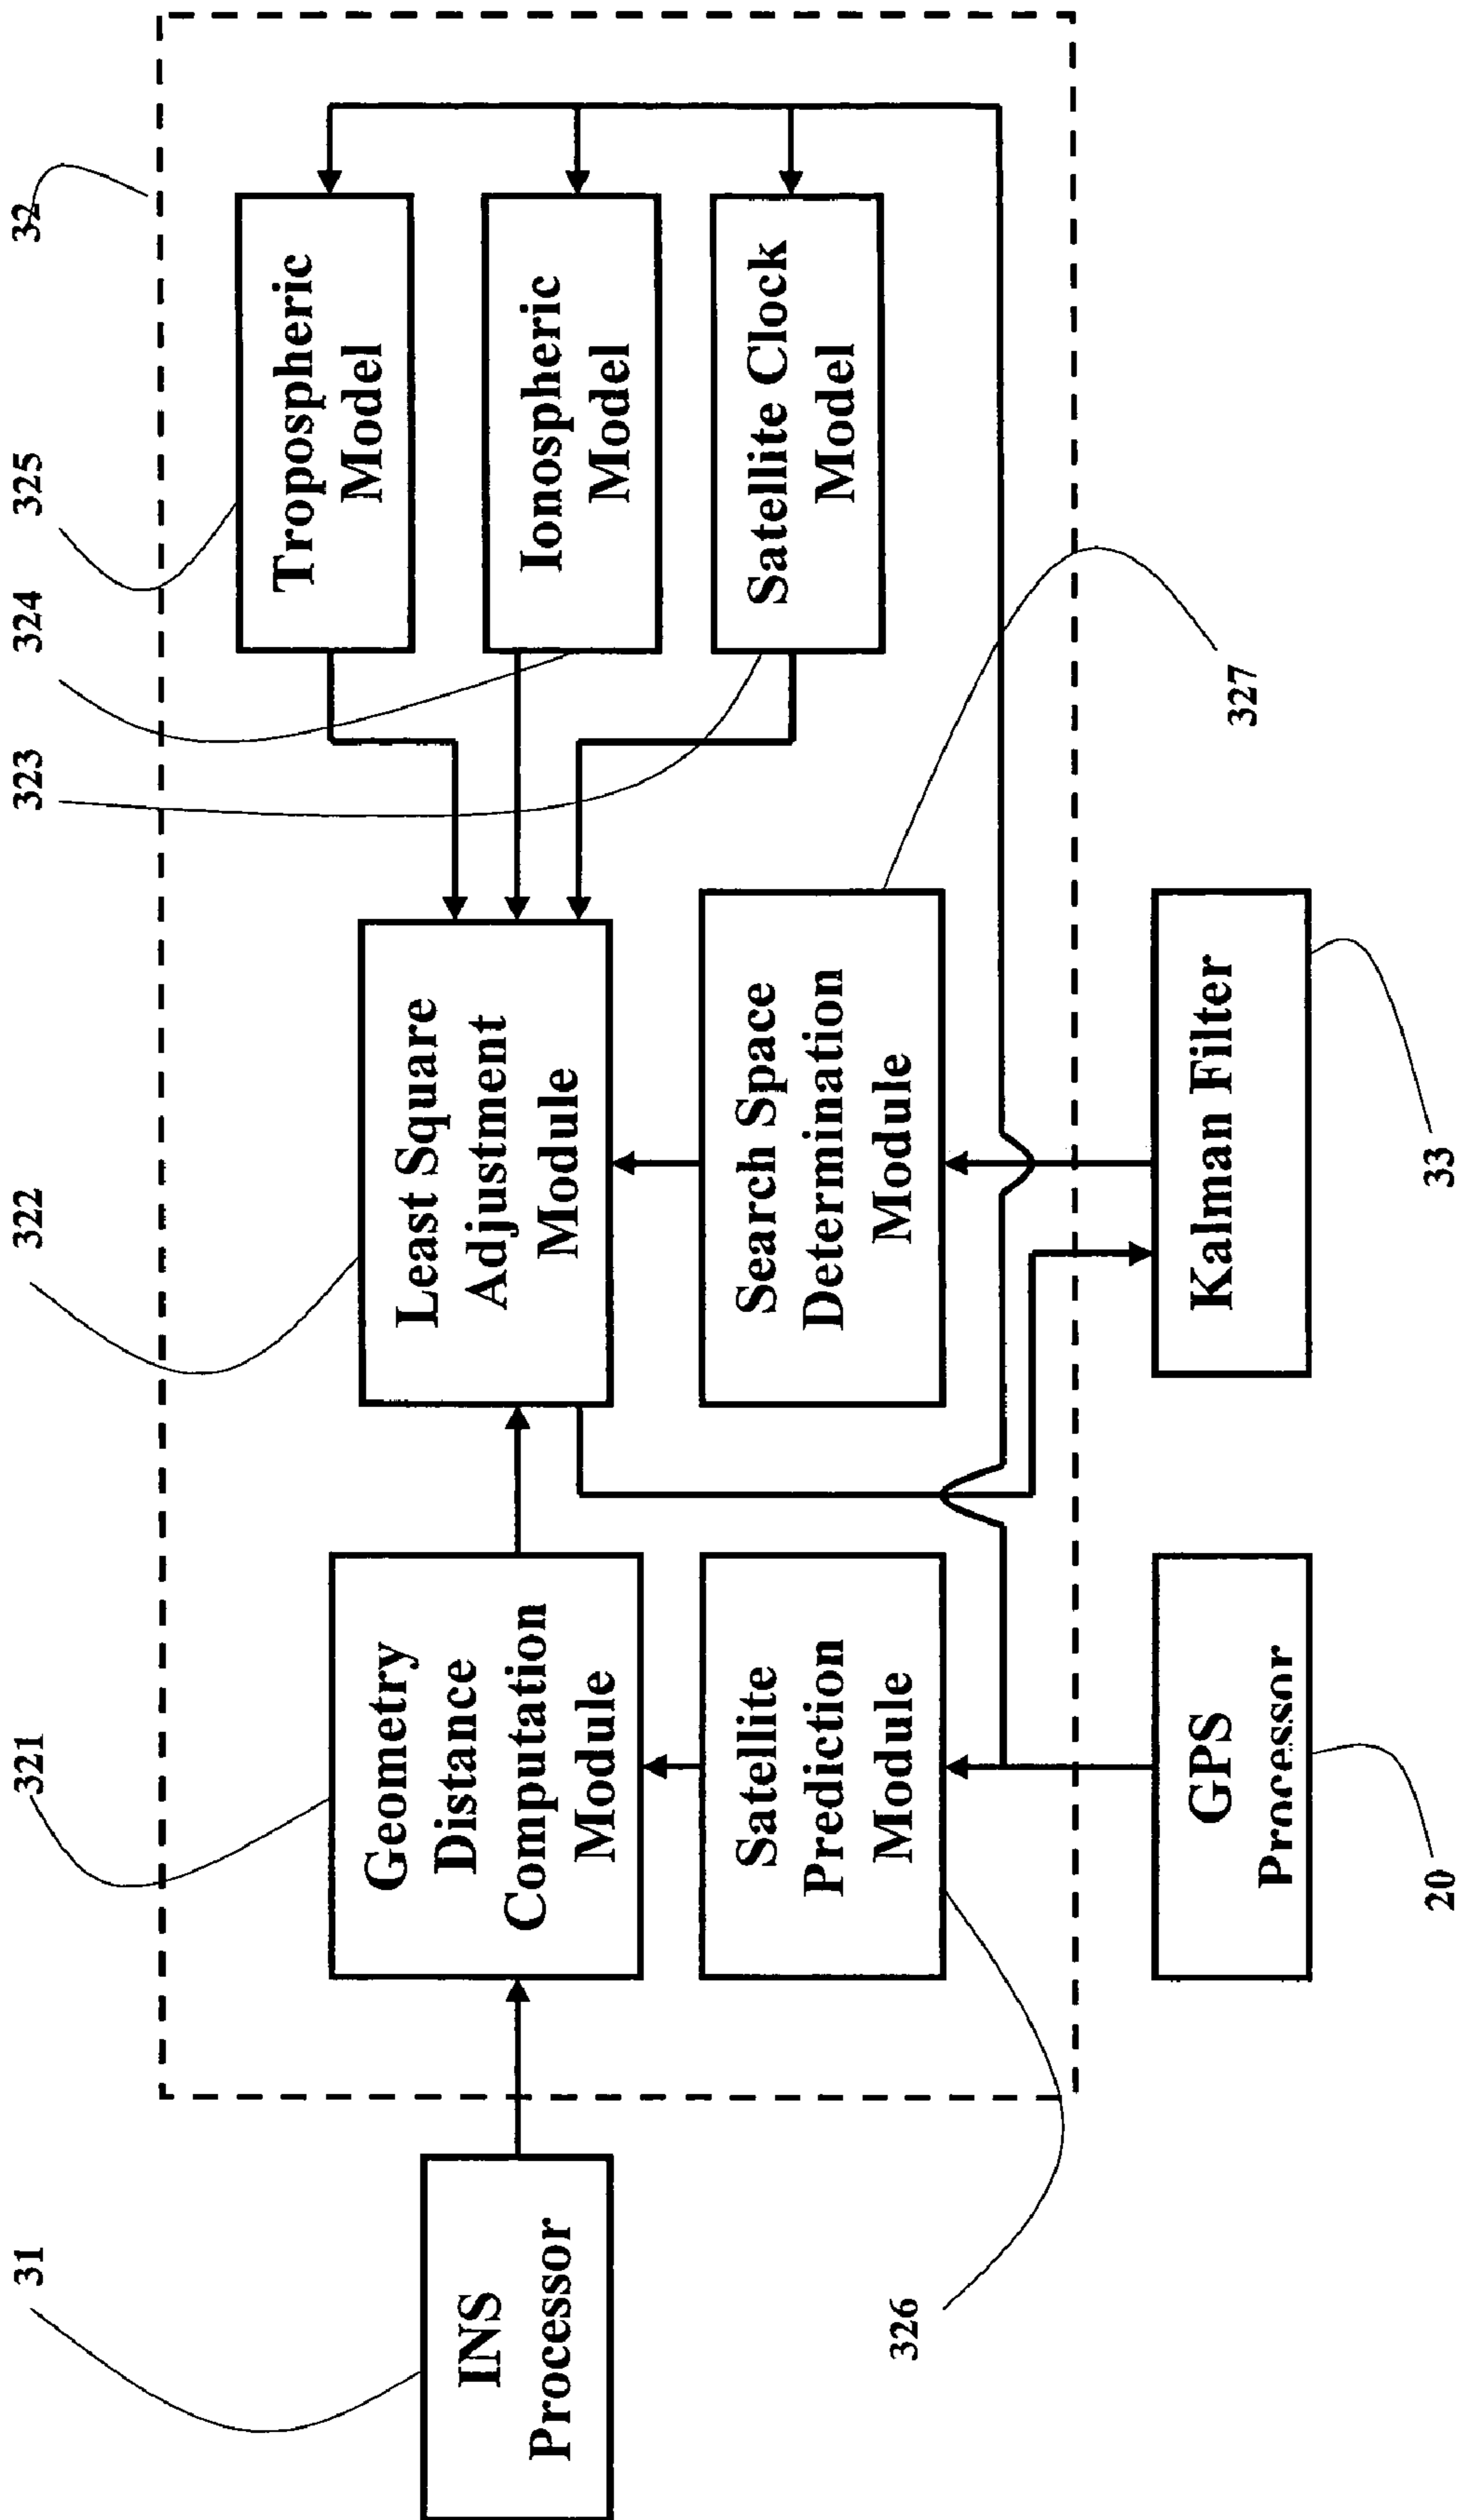 31
321
322
323
324
325
32
INS
Processor
Geometry
Distance
Computation
Module
Least Square
Adjustment
Module
Tropospheric
Model
Ionospheric
Model
Satellite Clock
Model
Satellite
Prediction
Module
Search Space
Determination
Module
326
327
GPS
Processor
Kalman Filter
20
33